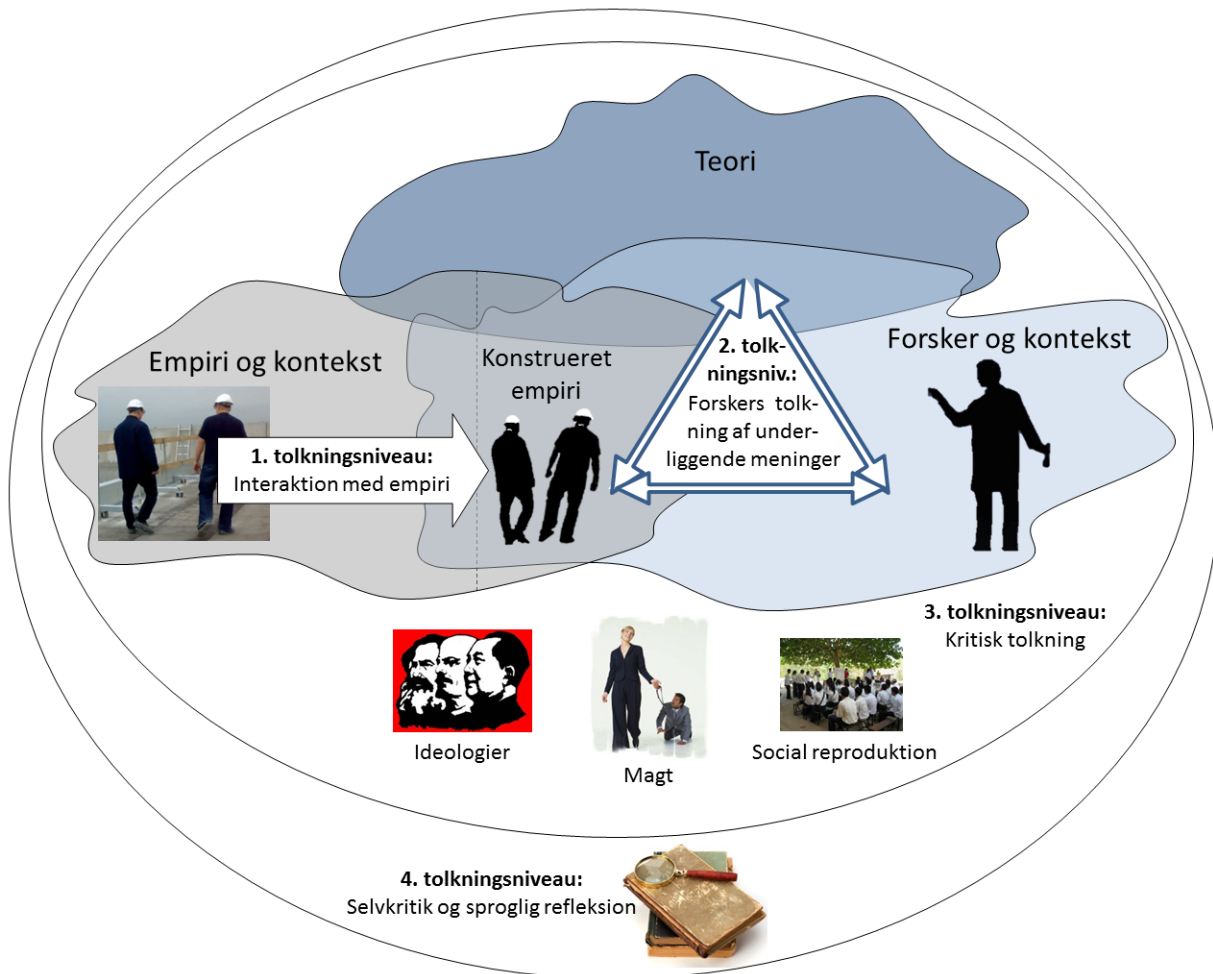 Teori
Empiri og kontekst
Konstrueret
empiri
2. tolk-
ningsniv.:
Forskers tolk-
ning af under-
liggende meninger
Forsker og kontekst
1. tolkningsniveau:
Interaktion med empiri
3. tolkningsniveau:
Kritisk tolkning
Ideologier
Magt
Social reproduktion
4. tolkningsniveau:
Selvkritik og sproglig refleksion